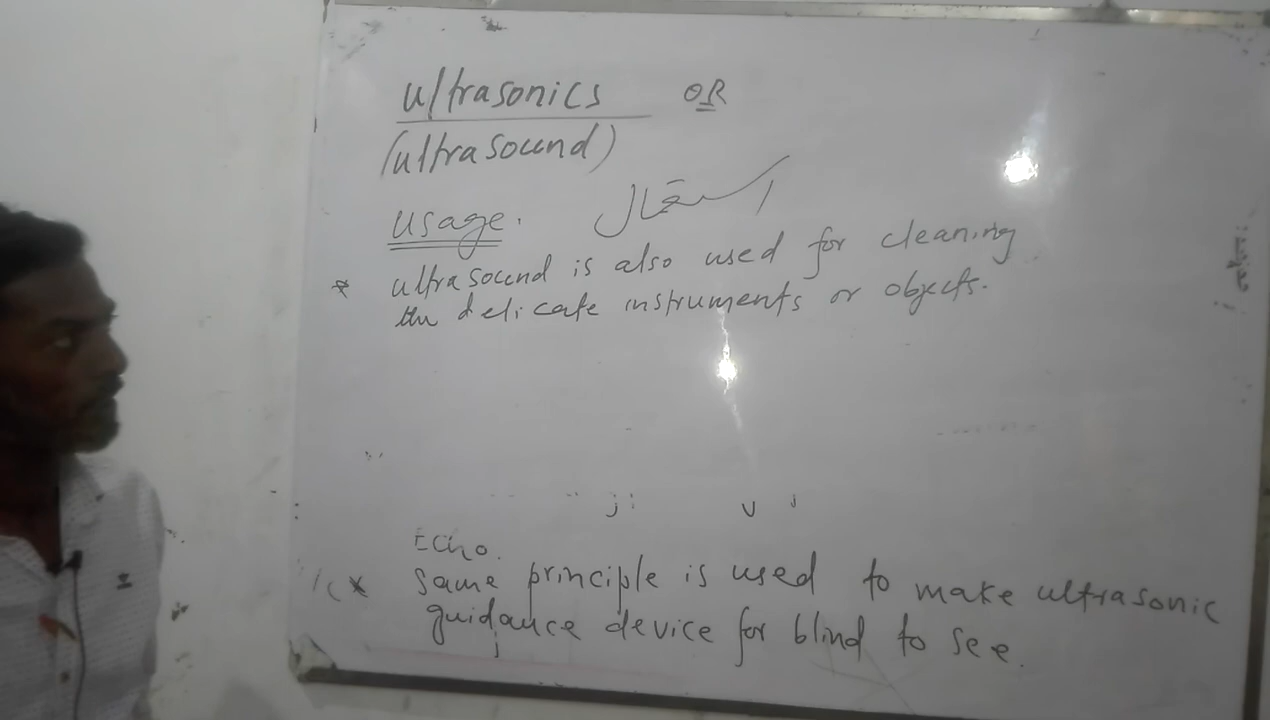 ultrasonics OR
(ultrasound)
usage. استعمال
* ultrasound is also used for cleaning
the delicate instruments or objects.
Echo.
* Same principle is used to make ultrasonic
guidance device for blind to see.